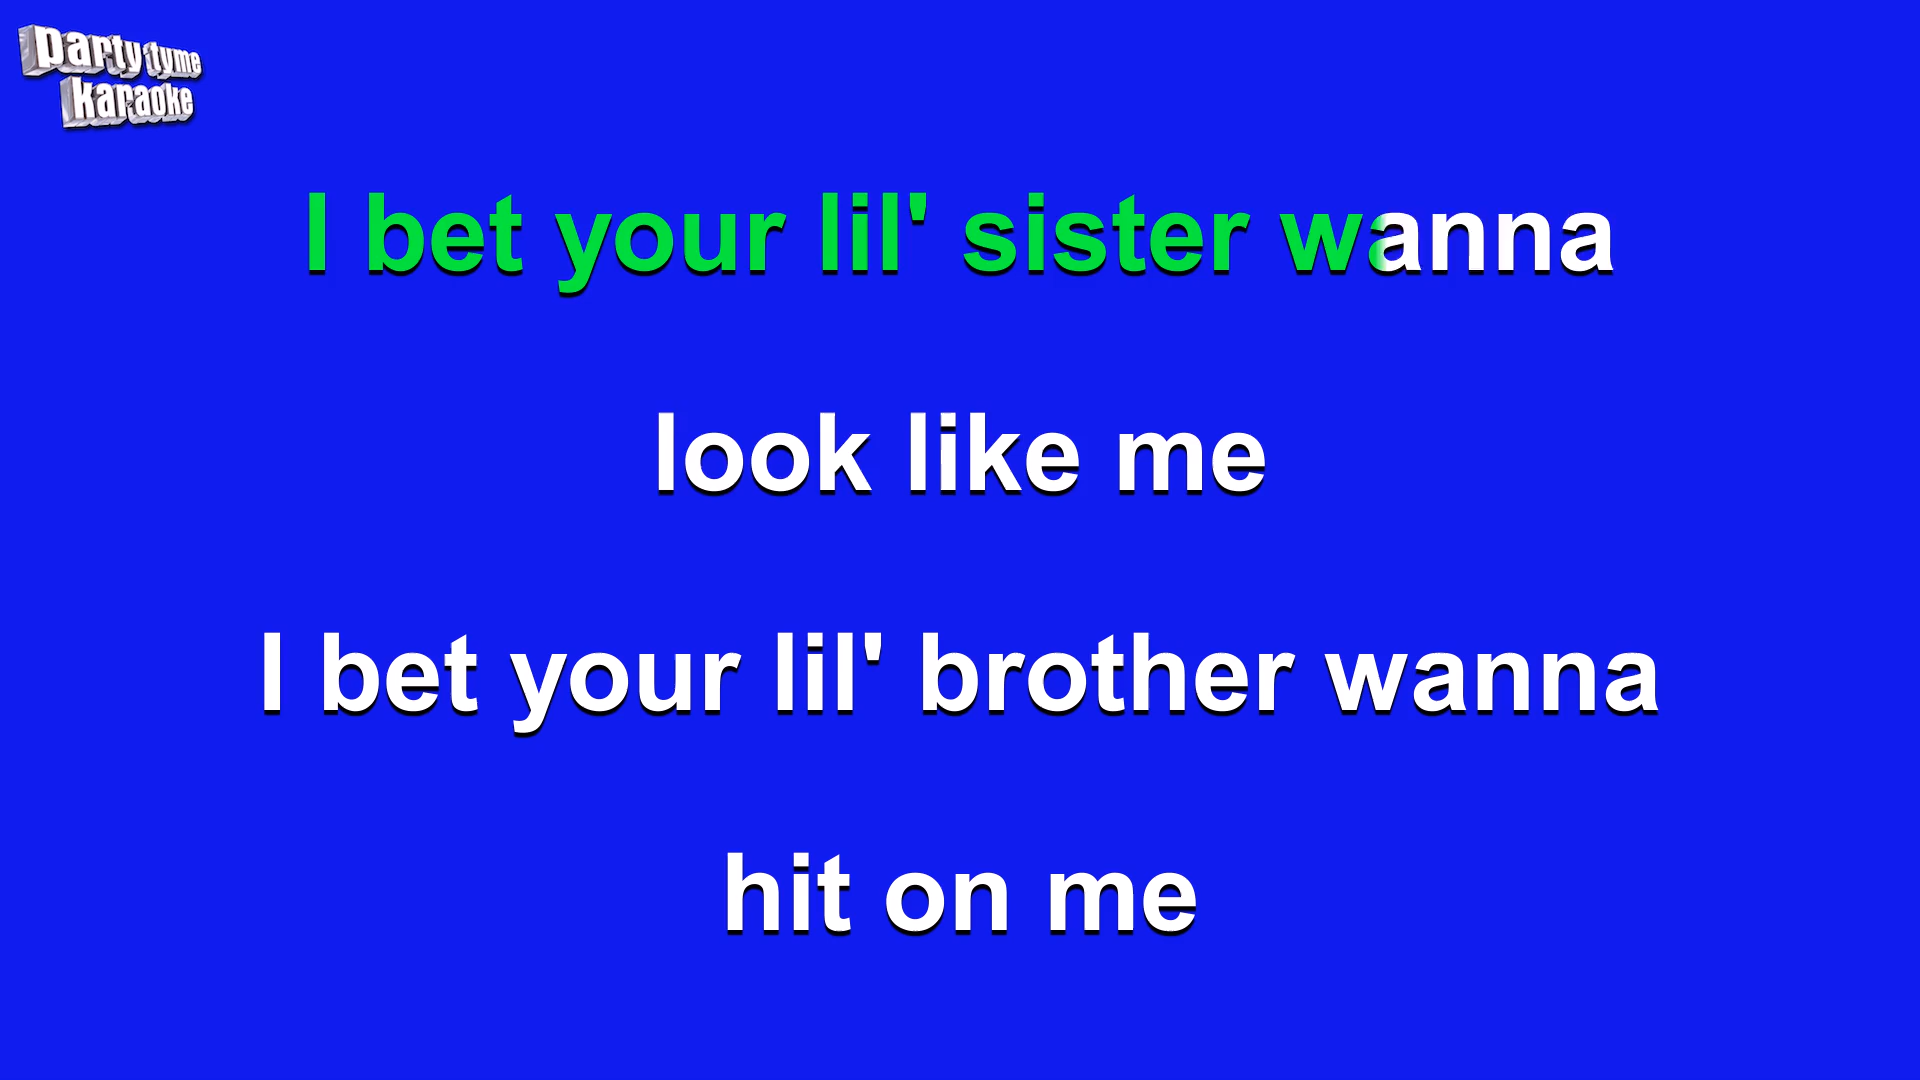 party tyme
karaoke
I bet your lil' sister wanna
look like me
I bet your lil' brother wanna
hit on me